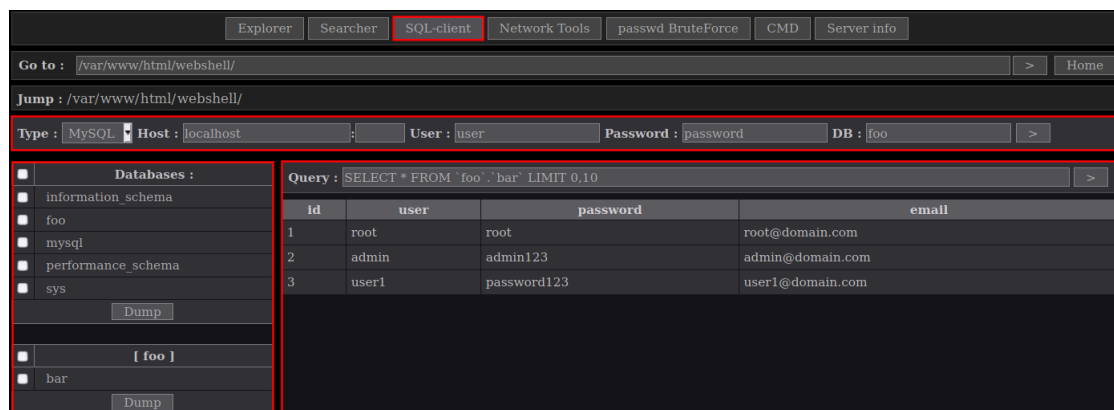 Explorer Searcher SQL-client Network Tools passwd BruteForce CMD Server info
Go to : /var/www/html/webshell/ > Home
Jump : /var/www/html/webshell/
Type : MySQL Host : localhost : User : user Password : password DB : foo >
Databases :
information_schema
foo
mysql
performance_schema
sys
Dump
[ foo ]
bar
Dump
Query : SELECT * FROM `foo`.`bar` LIMIT 0,10 >
id user password email
1 root root root@domain.com
2 admin admin123 admin@domain.com
3 user1 password123 user1@domain.com